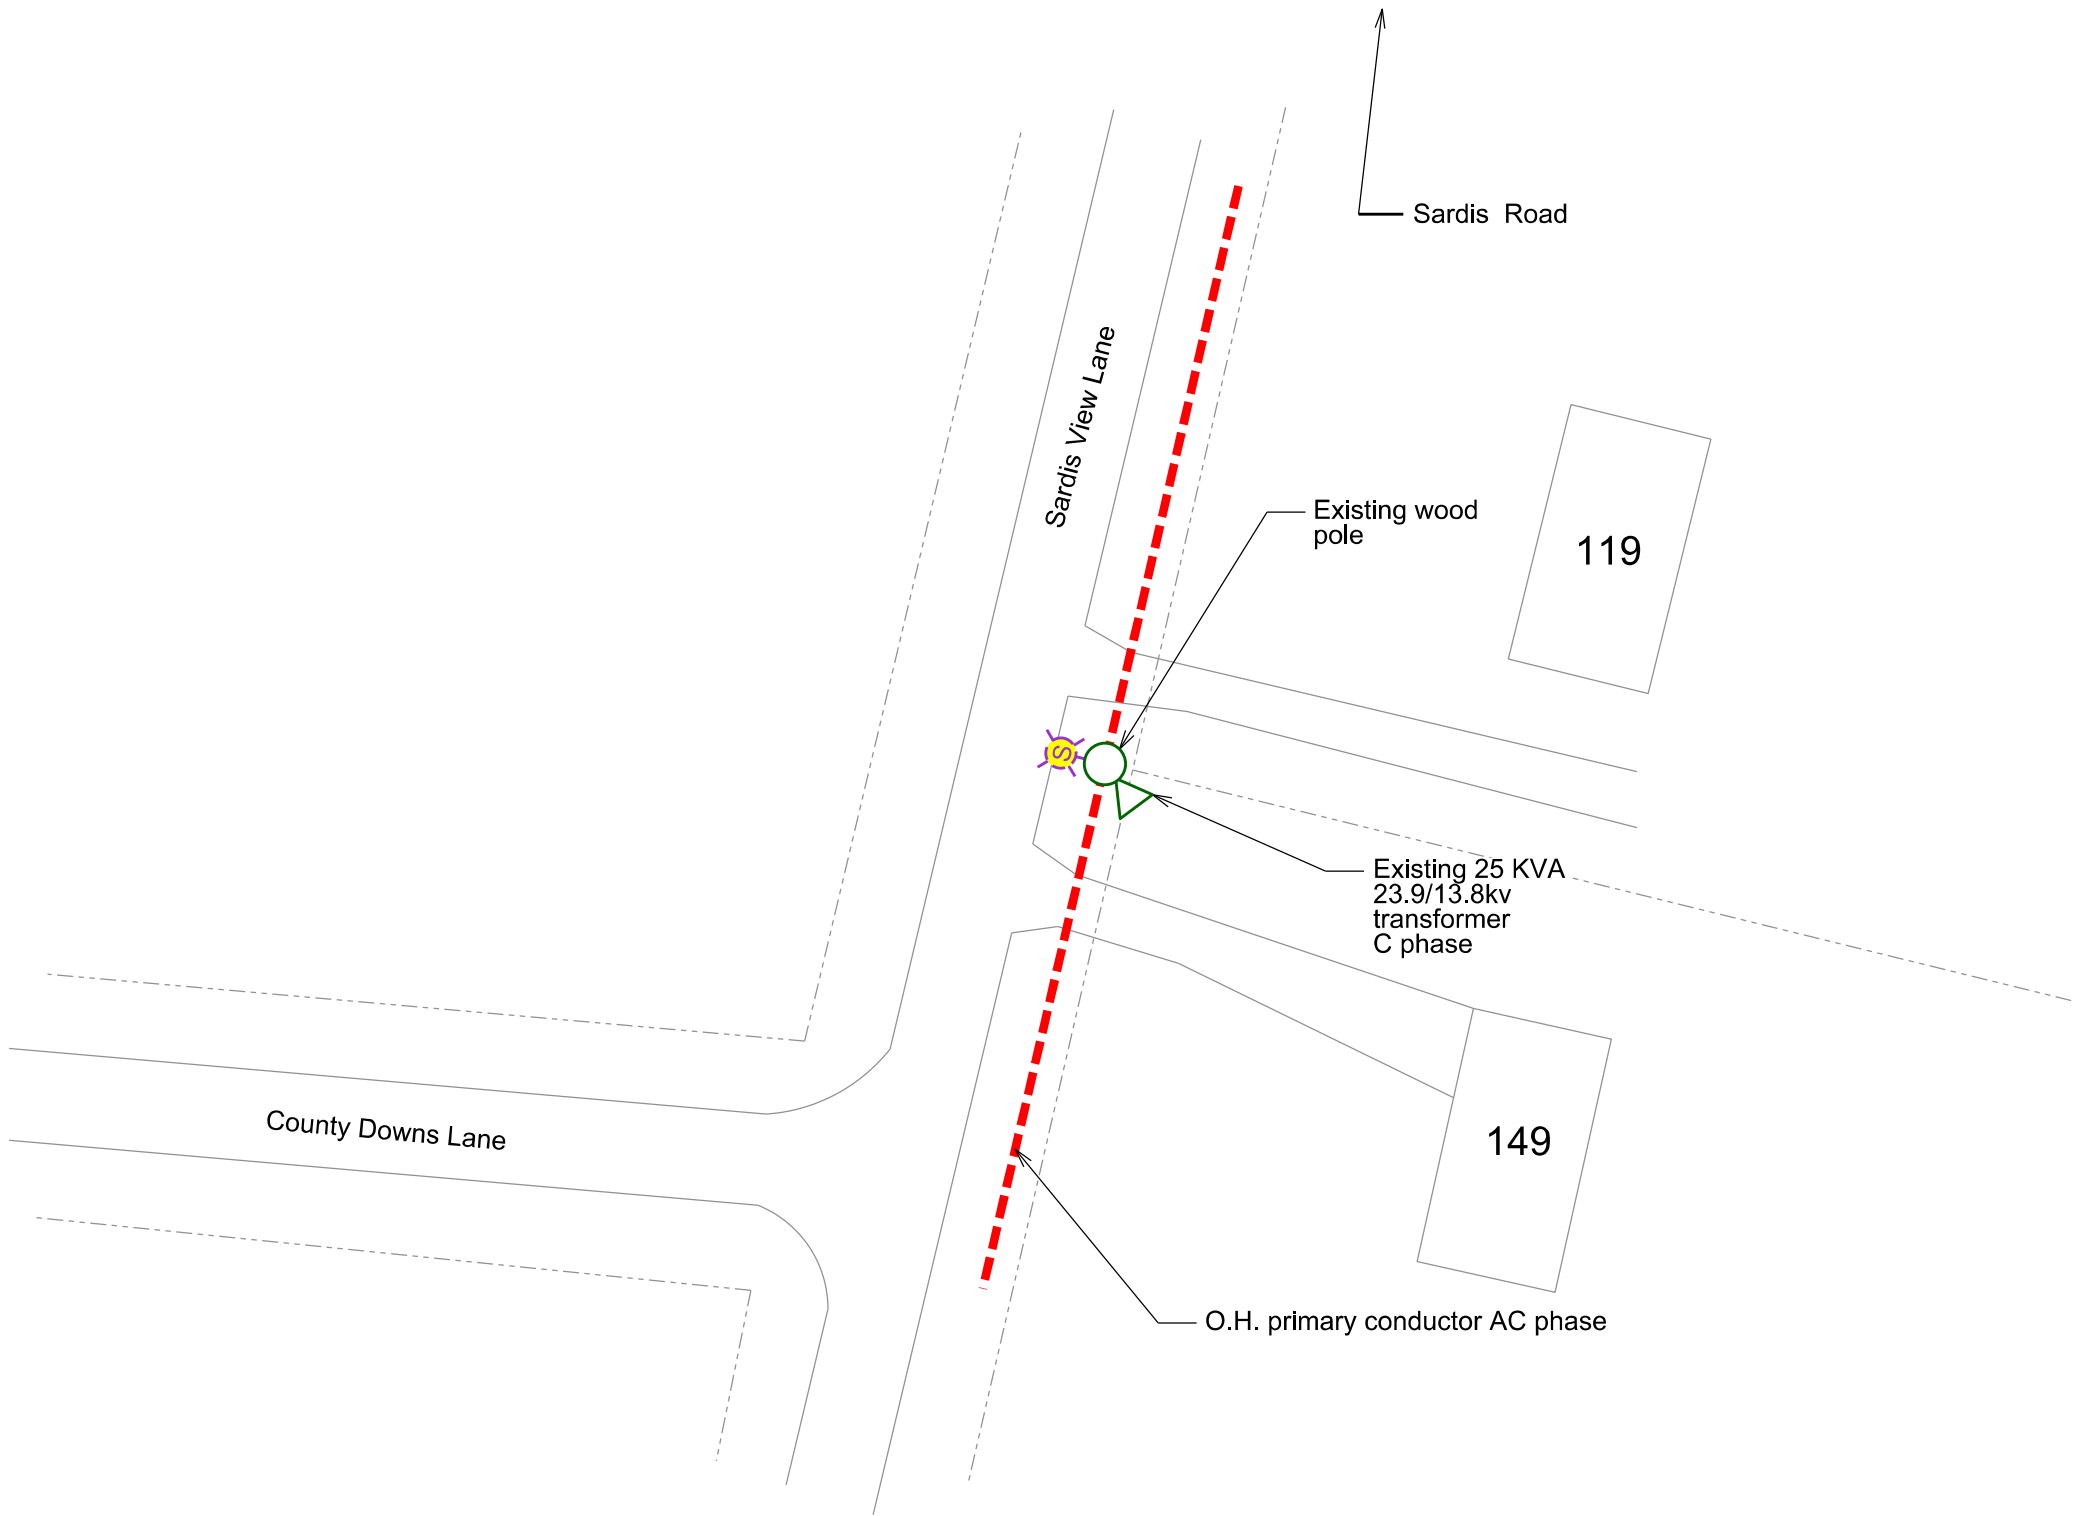 Sardis Road
Sardis View Lane
Existing wood
pole
119
S
Existing 25 KVA
23.9/13.8kv
transformer
C phase
County Downs Lane
149
O.H. primary conductor AC phase